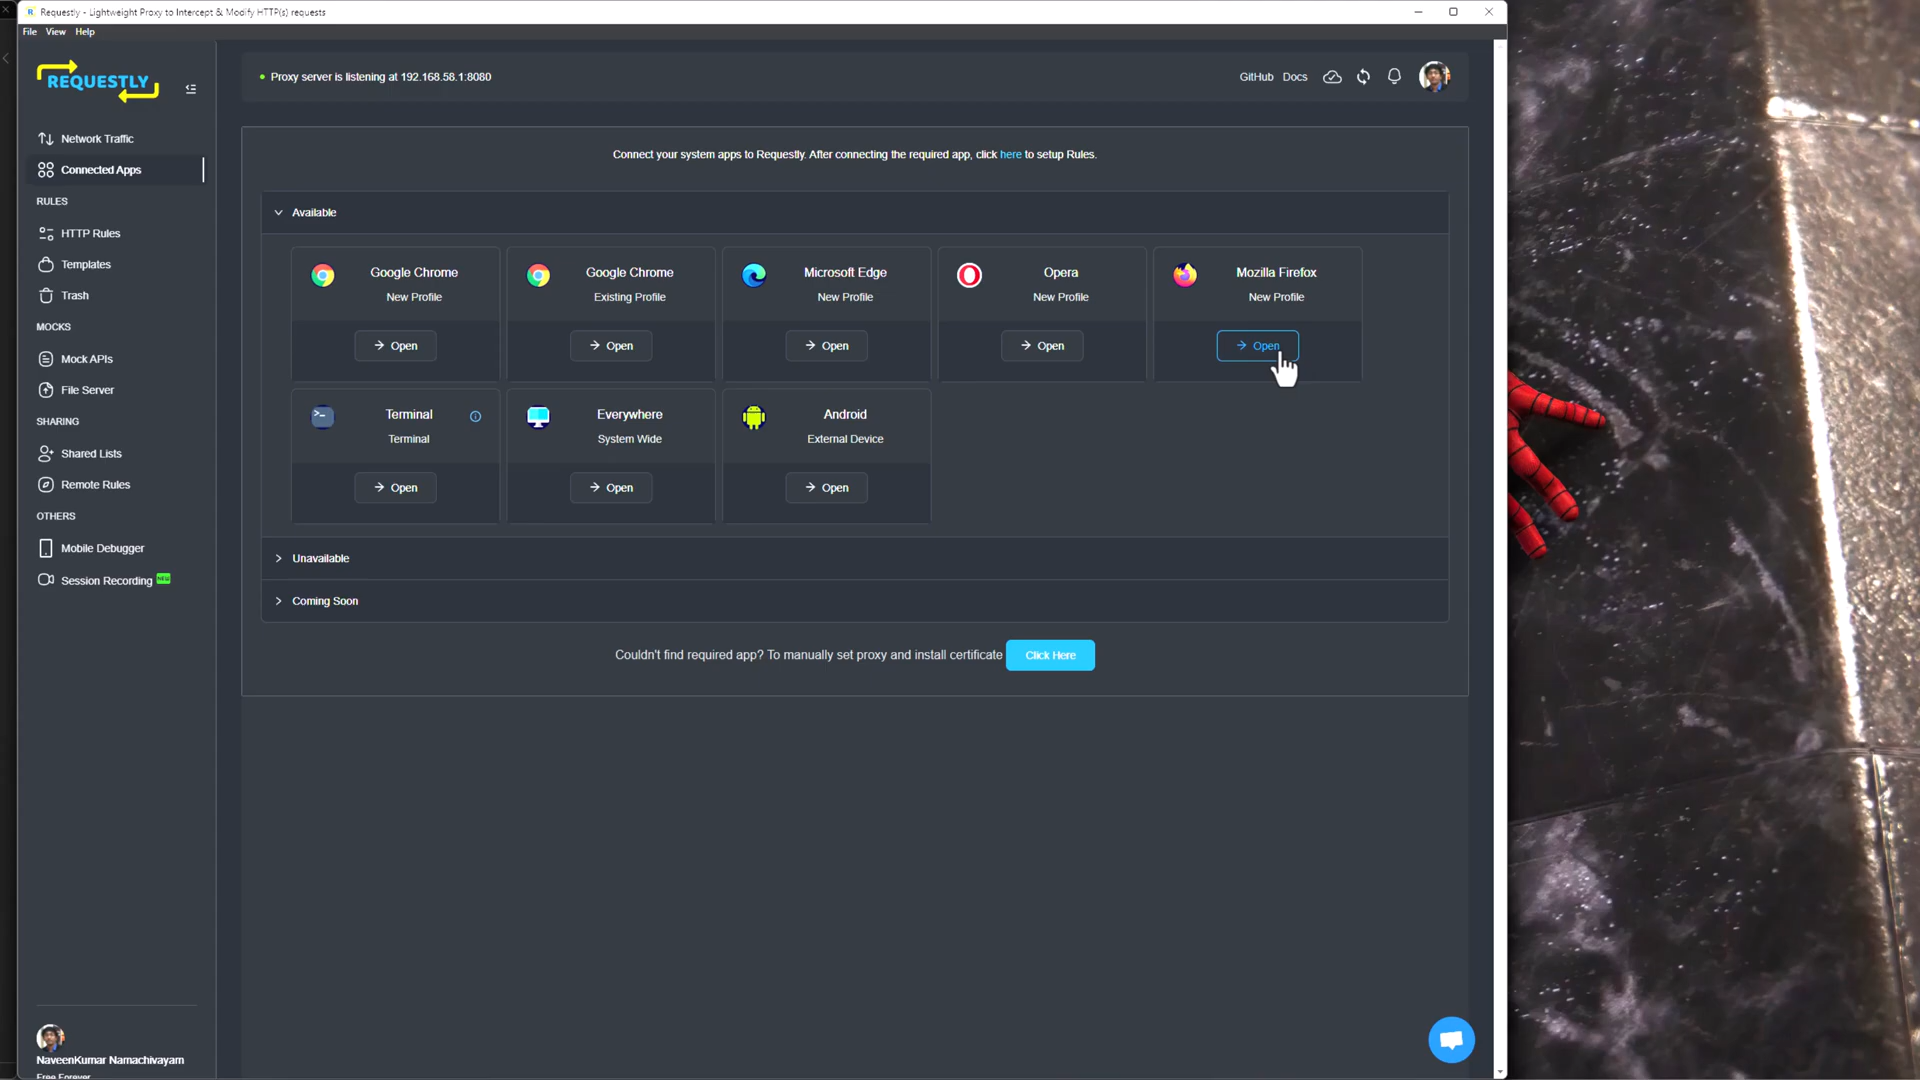 Requestly - Lightweight Proxy to Intercept & Modify HTTP(s) requests
File View Help
REQUESTLY
Proxy server is listening at 192.168.58.1:8080
GitHub Docs
Network Traffic
Connected Apps
RULES
HTTP Rules
Templates
Trash
MOCKS
Mock APIs
File Server
SHARING
Shared Lists
Remote Rules
OTHERS
Mobile Debugger
Session Recording NEW
NaveenKumar Namachivayam
Free Forever
Connect your system apps to Requestly. After connecting the required app, click here to setup Rules.
Available
Google Chrome
New Profile
Open
Google Chrome
Existing Profile
Open
Microsoft Edge
New Profile
Open
Opera
New Profile
Open
Mozilla Firefox
New Profile
Open
Terminal
Terminal
Open
Everywhere
System Wide
Open
Android
External Device
Open
Unavailable
Coming Soon
Couldn't find required app? To manually set proxy and install certificate Click Here